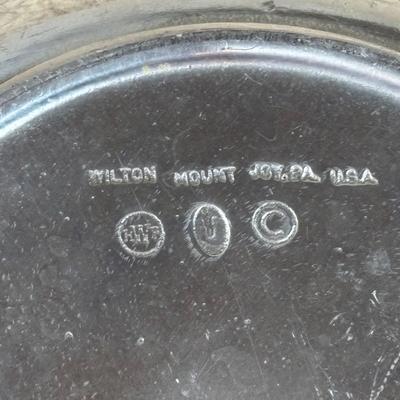 WILTON MOUNT JOY, PA. U.S.A
©